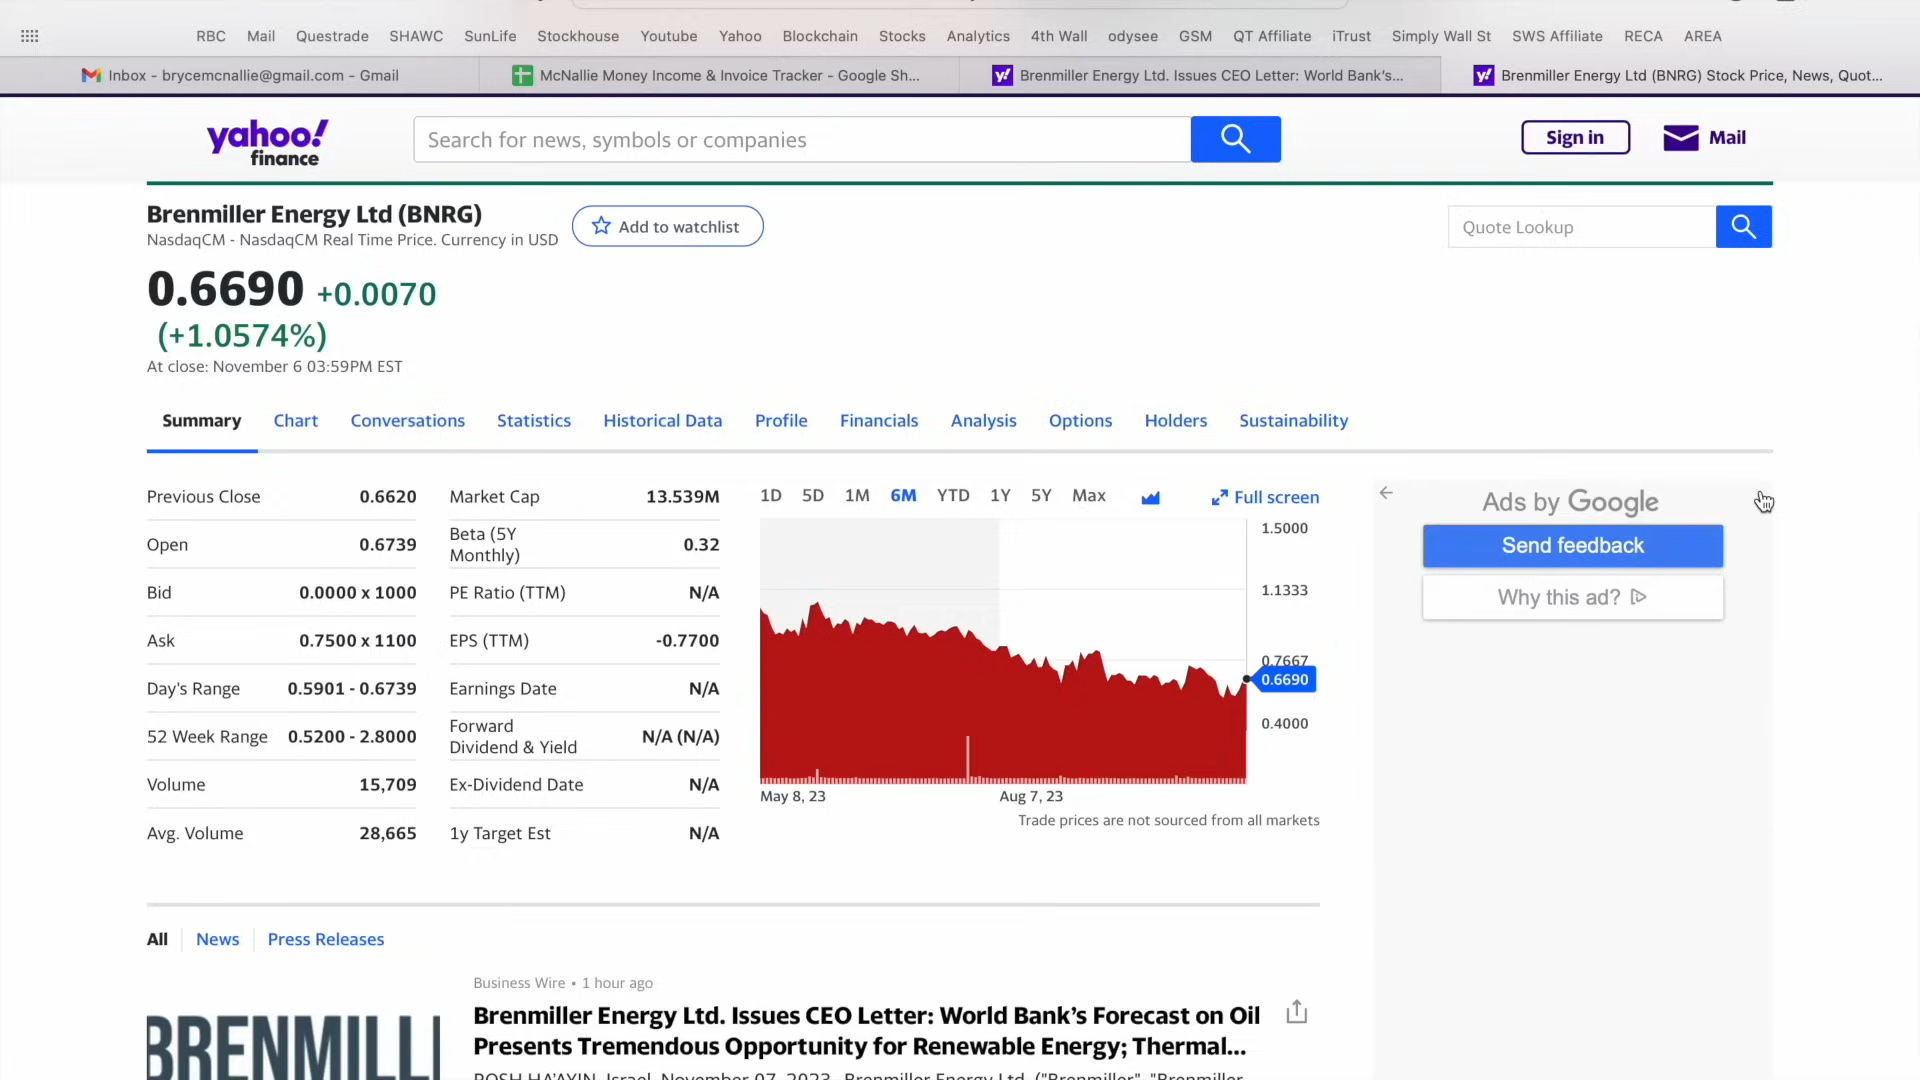 RBC Mail Questrade SHAWC SunLife Stockhouse Youtube Yahoo Blockchain Stocks Analytics 4th Wall odysee GSM QT Affiliate iTrust Simply Wall St SWS Affiliate RECA AREA
Inbox - brycemcnallie@gmail.com - Gmail
McNallie Money Income & Invoice Tracker - Google Sh...
Brenmiller Energy Ltd. Issues CEO Letter: World Bank's...
Brenmiller Energy Ltd (BNRG) Stock Price, News, Quot...
yahoo!
finance
Search for news, symbols or companies
Sign in
Mail
Brenmiller Energy Ltd (BNRG)
NasdaqCM - NasdaqCM Real Time Price. Currency in USD
Add to watchlist
Quote Lookup
0.6690 +0.0070
(+1.0574%)
At close: November 6 03:59PM EST
Summary Chart Conversations Statistics Historical Data Profile Financials Analysis Options Holders Sustainability
Previous Close 0.6620
Open 0.6739
Bid 0.0000 x 1000
Ask 0.7500 x 1100
Day's Range 0.5901 - 0.6739
52 Week Range 0.5200 - 2.8000
Volume 15,709
Avg. Volume 28,665
Market Cap 13.539M
Beta (5Y
Monthly) 0.32
PE Ratio (TTM) N/A
EPS (TTM) -0.7700
Earnings Date N/A
Forward
Dividend & Yield N/A (N/A)
Ex-Dividend Date N/A
1y Target Est N/A
1D 5D 1M 6M YTD 1Y 5Y Max
Full screen
1.5000
1.1333
0.7667
0.6690
0.4000
May 8, 23 Aug 7, 23
Trade prices are not sourced from all markets
Ads by Google
Send feedback
Why this ad?
All News Press Releases
Business Wire • 1 hour ago
Brenmiller Energy Ltd. Issues CEO Letter: World Bank's Forecast on Oil
Presents Tremendous Opportunity for Renewable Energy; Thermal...
ROSH HA'AYIN, Israel, November 07, 2023--Brenmiller Energy Ltd. ("Brenmiller", "Brenmiller
BRENMILL